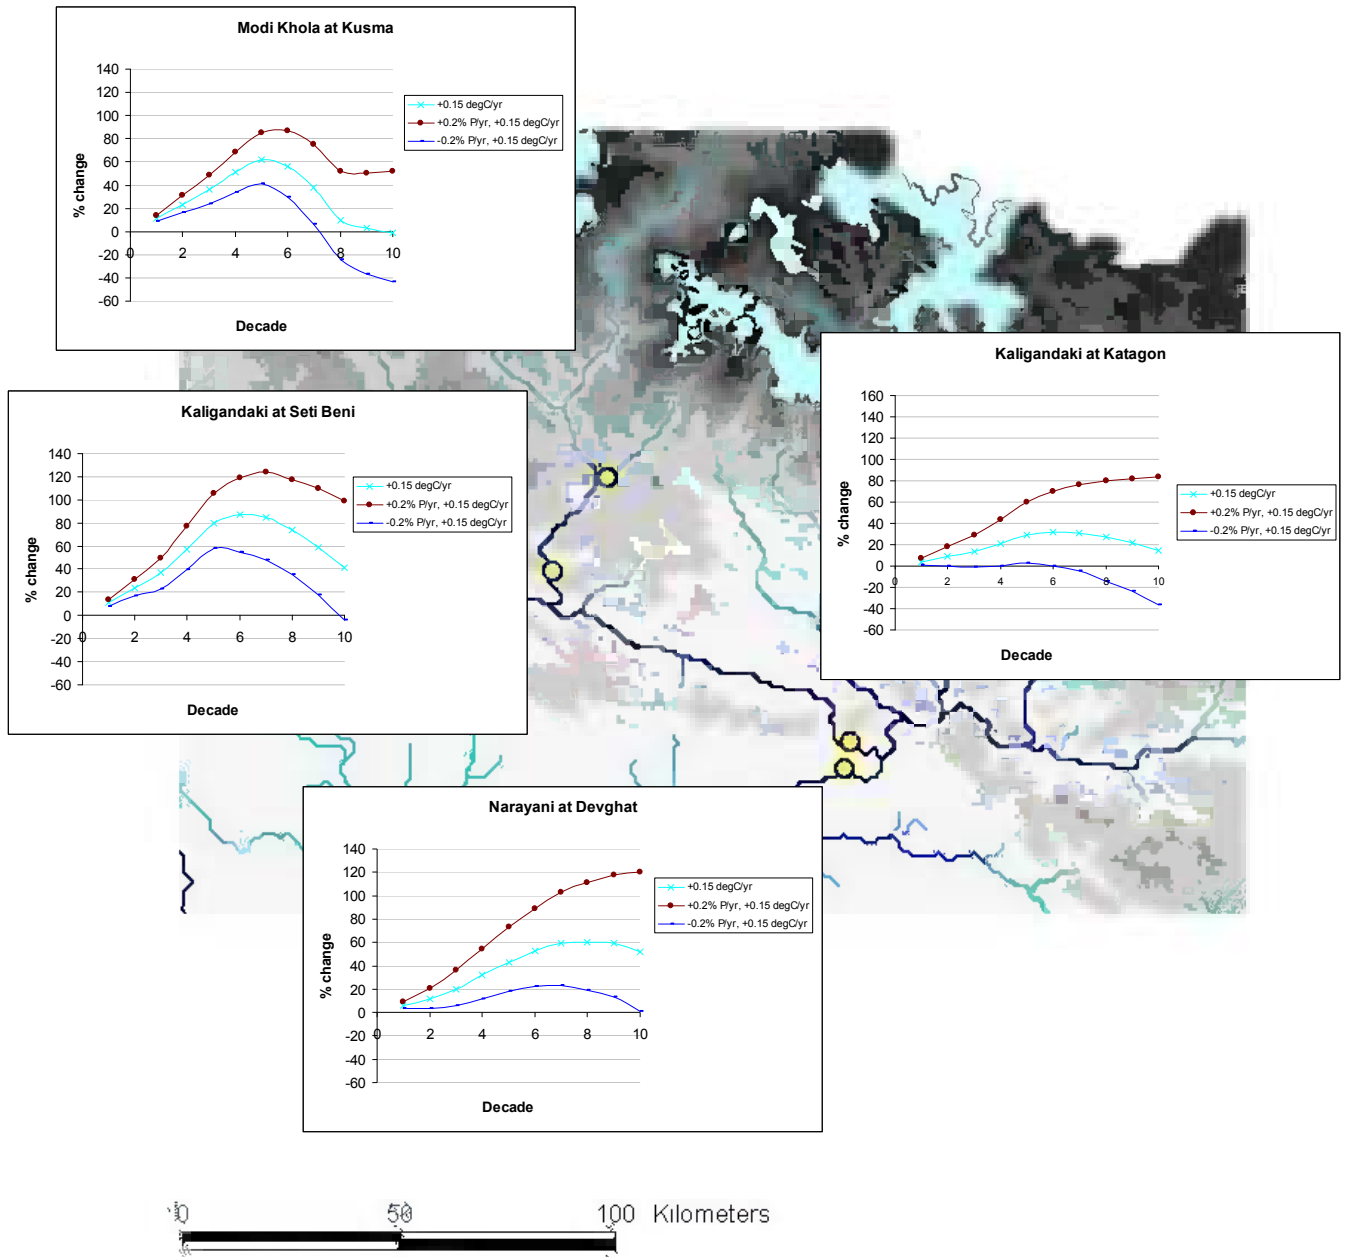 Modi Khola at Kusma
140
120
100
80
60
40
20
0
-20
-40
-60
0 2 4 6 8 10
% change
Decade
+0.15 degC/yr
+0.2% P/yr, +0.15 degC/yr
-0.2% P/yr, +0.15 degC/yr
Kaligandaki at Katagon
160
140
120
100
80
60
40
20
0
-20
-40
-60
0 2 4 6 8 10
% change
Decade
+0.15 degC/yr
+0.2% P/yr, +0.15 degC/yr
-0.2% P/yr, +0.15 degC/yr
Kaligandaki at Seti Beni
140
120
100
80
60
40
20
0
-20
-40
-60
0 2 4 6 8 10
% change
Decade
+0.15 degC/yr
+0.2% P/yr, +0.15 degC/yr
-0.2% P/yr, +0.15 degC/yr
Narayani at Devghat
140
120
100
80
60
40
20
0
-20
-40
-60
0 2 4 6 8 10
% change
Decade
+0.15 degC/yr
+0.2% P/yr, +0.15 degC/yr
-0.2% P/yr, +0.15 degC/yr
0 50 100 Kilometers